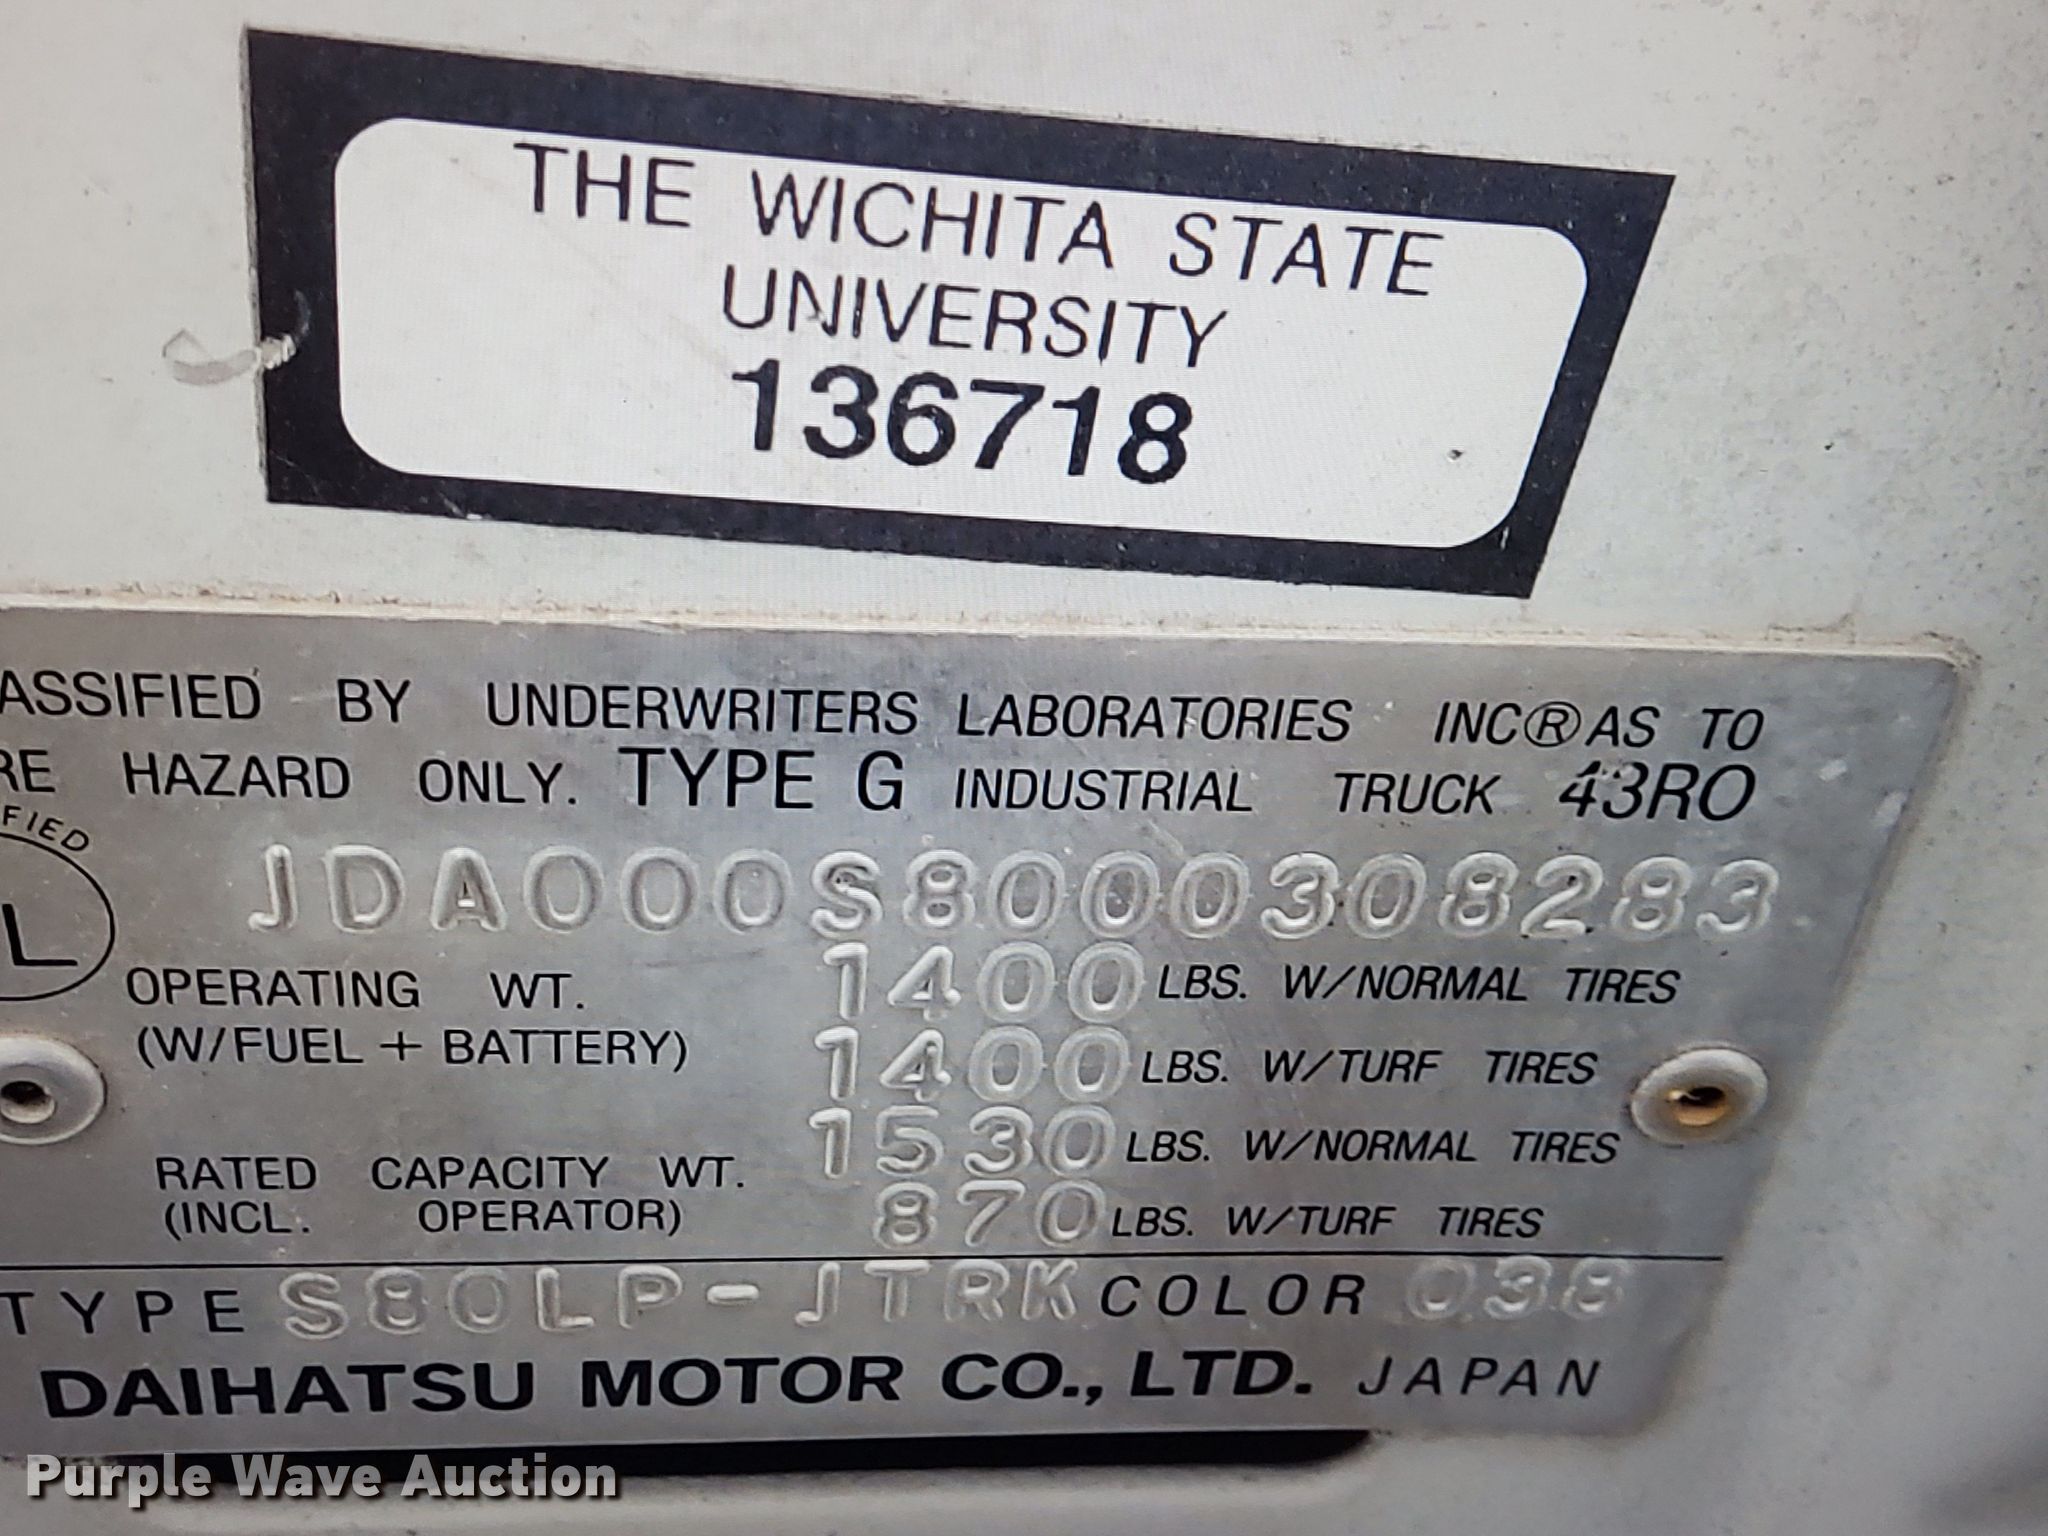 THE WICHITA STATE
UNIVERSITY
136718
ASSIFIED BY UNDERWRITERS LABORATORIES INC® AS TO
RE HAZARD ONLY. TYPE G INDUSTRIAL TRUCK 43RO
FIED
L
JDA000S8000308283
OPERATING WT. 1400 LBS. W/NORMAL TIRES
(W/FUEL + BATTERY) 1400 LBS. W/TURF TIRES
RATED CAPACITY WT. 1530 LBS. W/NORMAL TIRES
(INCL. OPERATOR) 870 LBS. W/TURF TIRES
TYPE S80LP-JTRK COLOR 038
DAIHATSU MOTOR CO., LTD. JAPAN
Purple Wave Auction